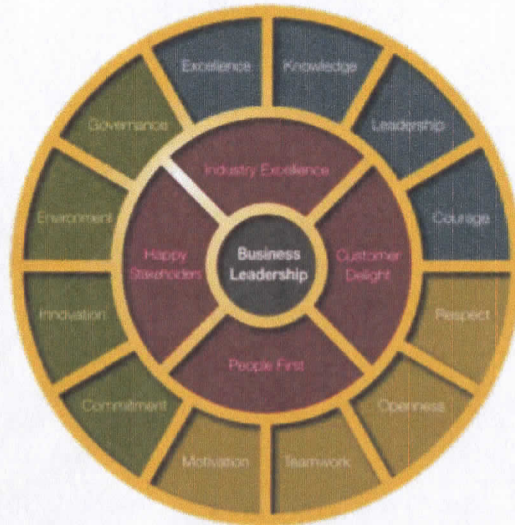 Excellence
Knowledge
Leadership
Courage
Respect
Openness
Teamwork
Motivation
Commitment
Innovation
Environment
Governance
Industry Excellence
Customer
Delight
People First
Happy
Stakeholders
Business
Leadership